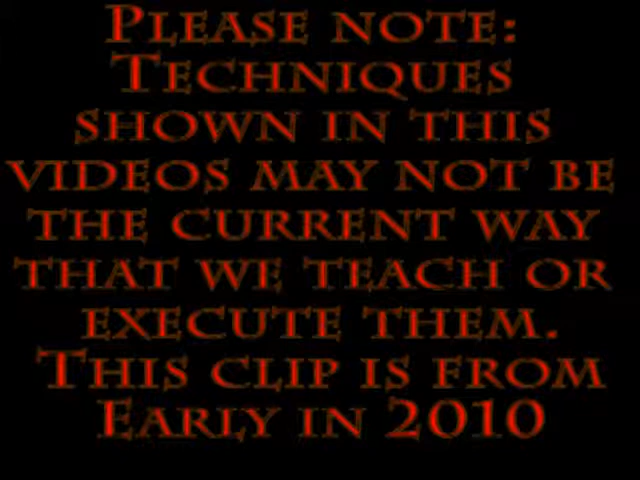 Please note:
Techniques
shown in this
videos may not be
the current way
that we teach or
execute them.
This clip is from
Early in 2010